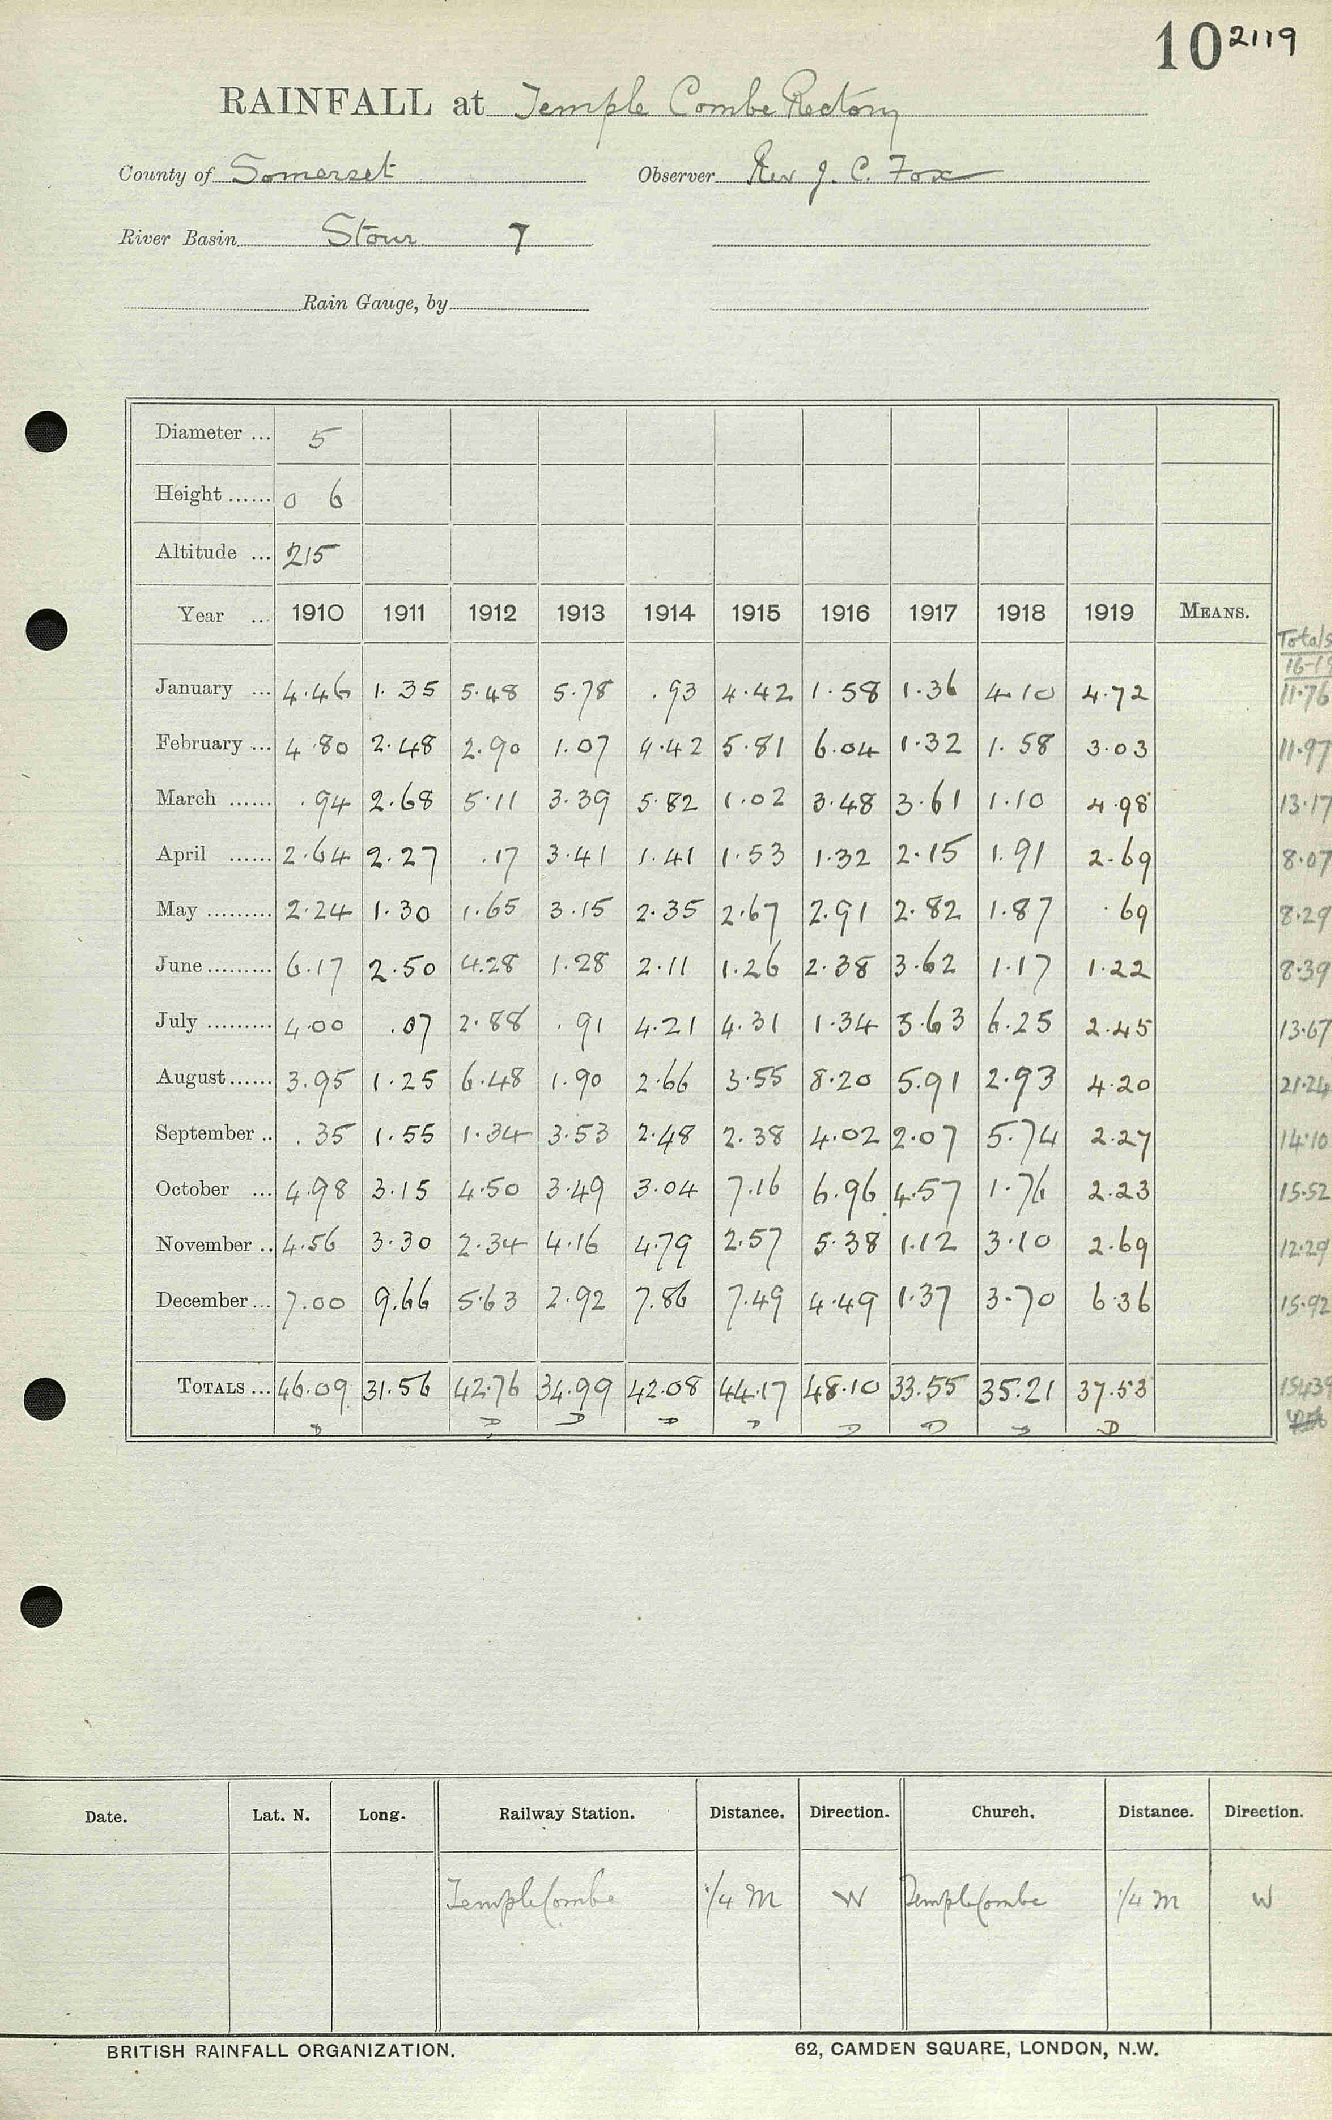 10 2119
RAINFALL at Temple Combe Rectory
County of Somerset Observer Rev J. C. Fox
River Basin Stour 7
Rain Gauge, by
Diameter ... 5
Height ...... 0 6
Altitude ... 215
Year ... 1910 1911 1912 1913 1914 1915 1916 1917 1918 1919 MEANS.
Totals
16-19
January ... 4.46 1.35 5.48 5.78 .93 4.42 1.58 1.36 4.10 4.72 11.76
February ... 4.80 2.48 2.90 1.07 4.42 5.81 6.04 1.32 1.58 3.03 11.97
March ...... .94 2.68 5.11 3.39 5.82 1.02 3.48 3.61 1.10 4.98 13.17
April ...... 2.64 2.27 .17 3.41 1.41 1.53 1.32 2.15 1.91 2.69 8.07
May ......... 2.24 1.30 1.65 3.15 2.35 2.67 2.91 2.82 1.87 .69 8.29
June ......... 6.17 2.50 4.28 1.28 2.11 1.26 2.38 3.62 1.17 1.22 8.39
July ......... 4.00 .07 2.88 .91 4.21 4.31 1.34 3.63 6.25 2.45 13.67
August ...... 3.95 1.25 6.48 1.90 2.66 3.55 8.20 5.91 2.93 4.20 21.24
September .. .35 1.55 1.34 3.53 2.48 2.38 4.02 2.07 5.74 2.27 14.10
October ... 4.98 3.15 4.50 3.49 3.04 7.16 6.96 4.57 1.76 2.23 15.52
November .. 4.56 3.30 2.34 4.16 4.79 2.57 5.38 1.12 3.10 2.69 12.29
December ... 7.00 9.66 5.63 2.92 7.86 7.49 4.49 1.37 3.70 6.36 15.92
TOTALS ... 46.09 31.56 42.76 34.99 42.08 44.17 48.10 33.55 35.21 37.53 154.39
D D D D D D D D D
Date. Lat. N. Long. Railway Station. Distance. Direction. Church. Distance. Direction.
Temple Combe 1/4 M W Temple Combe 1/4 M W
BRITISH RAINFALL ORGANIZATION. 62, CAMDEN SQUARE, LONDON, N.W.